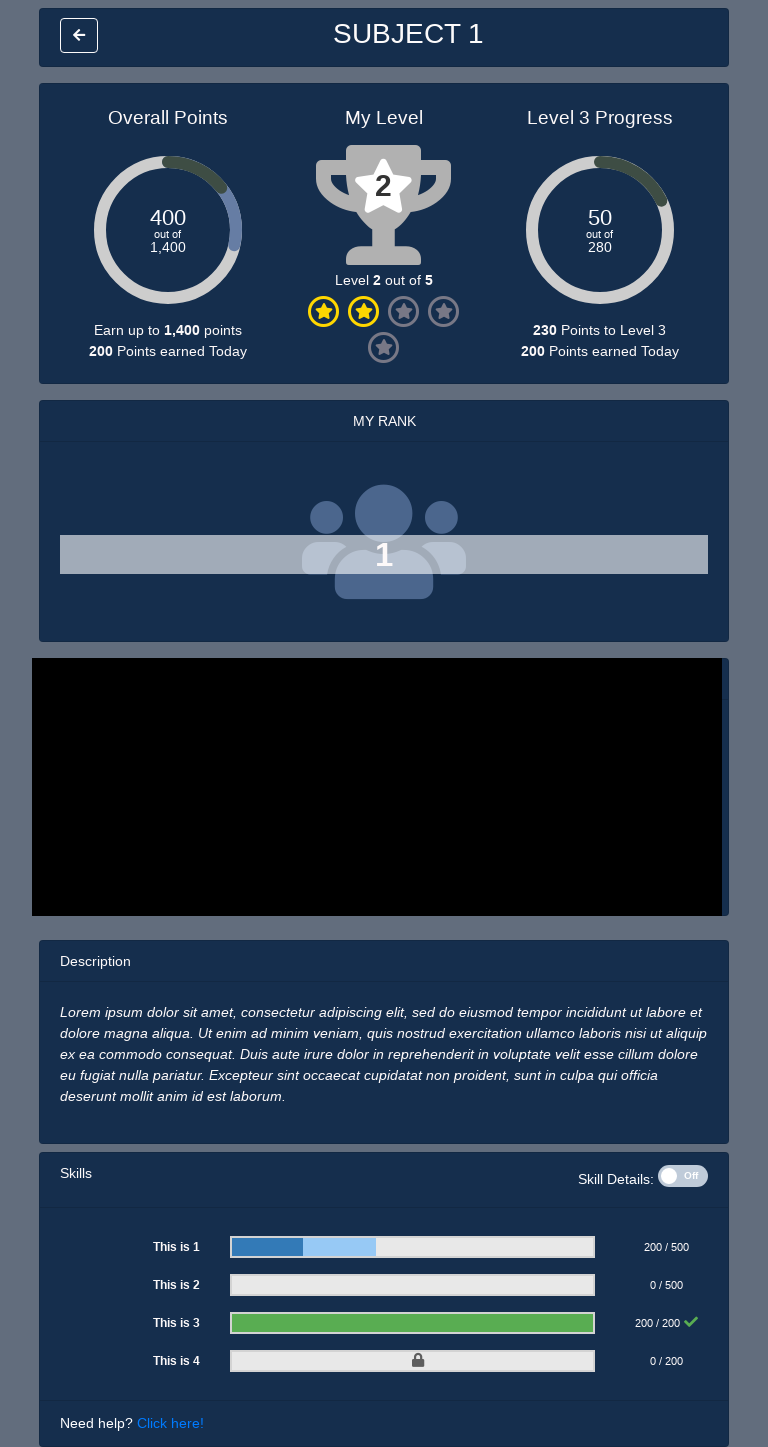 SUBJECT 1
Overall Points
My Level
Level 3 Progress
400
out of
1,400
2
50
out of
280
Level 2 out of 5
Earn up to 1,400 points
200 Points earned Today
230 Points to Level 3
200 Points earned Today
MY RANK
1
Description
Lorem ipsum dolor sit amet, consectetur adipiscing elit, sed do eiusmod tempor incididunt ut labore et
dolore magna aliqua. Ut enim ad minim veniam, quis nostrud exercitation ullamco laboris nisi ut aliquip
ex ea commodo consequat. Duis aute irure dolor in reprehenderit in voluptate velit esse cillum dolore
eu fugiat nulla pariatur. Excepteur sint occaecat cupidatat non proident, sunt in culpa qui officia
deserunt mollit anim id est laborum.
Skills
Skill Details: Off
This is 1 200 / 500
This is 2 0 / 500
This is 3 200 / 200
This is 4 0 / 200
Need help? Click here!